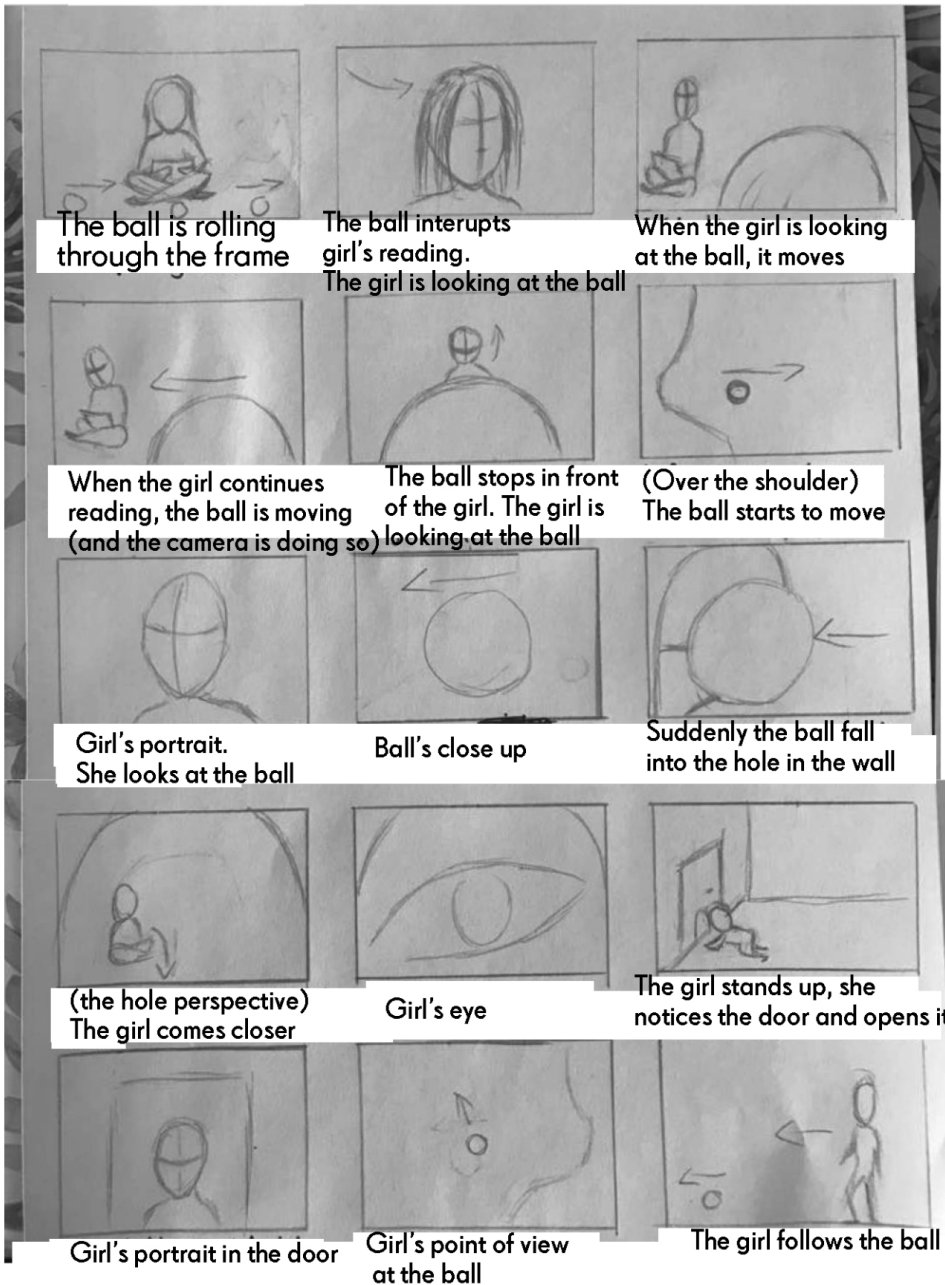 The ball is rolling
through the frame
The ball interupts
girl's reading.
The girl is looking at the ball
When the girl is looking
at the ball, it moves
When the girl continues
reading, the ball is moving
(and the camera is doing so)
The ball stops in front
of the girl. The girl is
looking at the ball
(Over the shoulder)
The ball starts to move
Girl's portrait.
She looks at the ball
Ball's close up
Suddenly the ball fall
into the hole in the wall
(the hole perspective)
The girl comes closer
Girl's eye
The girl stands up, she
notices the door and opens it
Girl's portrait in the door
Girl's point of view
at the ball
The girl follows the ball